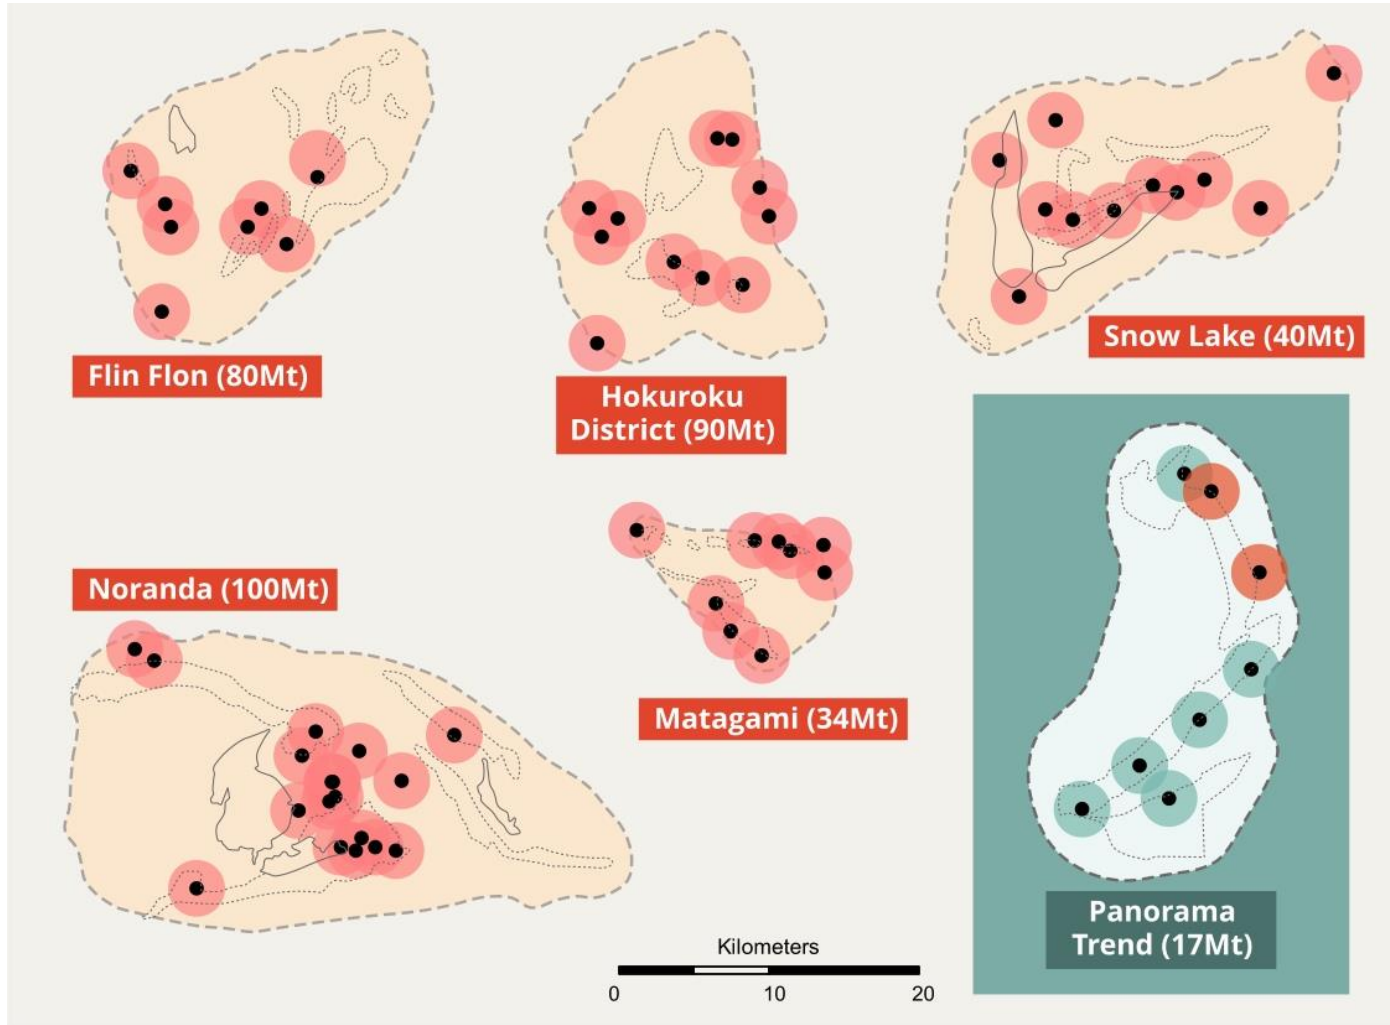 Flin Flon (80Mt)
Hokuroku
District (90Mt)
Snow Lake (40Mt)
Noranda (100Mt)
Matagami (34Mt)
Panorama
Trend (17Mt)
Kilometers
0 10 20